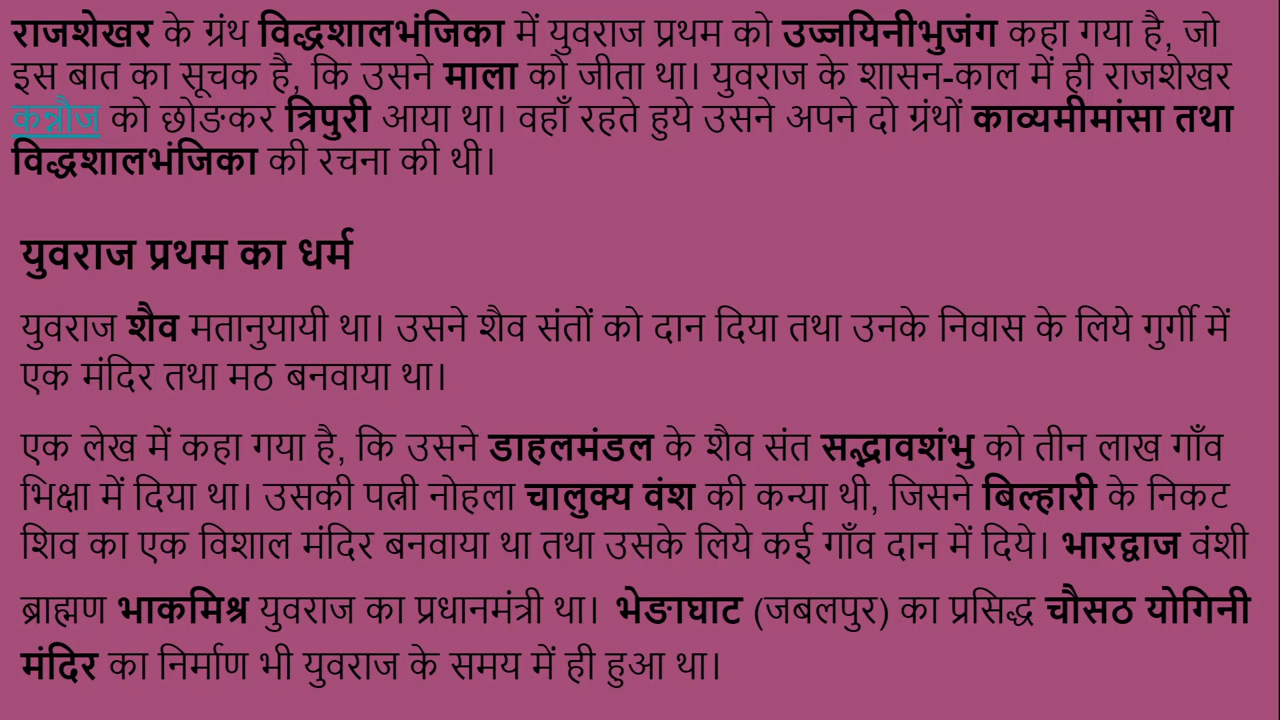 राजशेखर के ग्रंथ विद्धशालभंजिका में युवराज प्रथम को उज्जयिनीभुजंग कहा गया है, जो
इस बात का सूचक है, कि उसने माला को जीता था। युवराज के शासन-काल में ही राजशेखर
कन्नौज को छोङकर त्रिपुरी आया था। वहाँ रहते हुये उसने अपने दो ग्रंथों काव्यमीमांसा तथा
विद्धशालभंजिका की रचना की थी।
युवराज प्रथम का धर्म
युवराज शैव मतानुयायी था। उसने शैव संतों को दान दिया तथा उनके निवास के लिये गुर्गी में
एक मंदिर तथा मठ बनवाया था।
एक लेख में कहा गया है, कि उसने डाहलमंडल के शैव संत सद्भावशंभु को तीन लाख गाँव
भिक्षा में दिया था। उसकी पत्नी नोहला चालुक्य वंश की कन्या थी, जिसने बिल्हारी के निकट
शिव का एक विशाल मंदिर बनवाया था तथा उसके लिये कई गाँव दान में दिये। भारद्वाज वंशी
ब्राह्मण भाकमिश्र युवराज का प्रधानमंत्री था। भेङाघाट (जबलपुर) का प्रसिद्ध चौसठ योगिनी
मंदिर का निर्माण भी युवराज के समय में ही हुआ था।